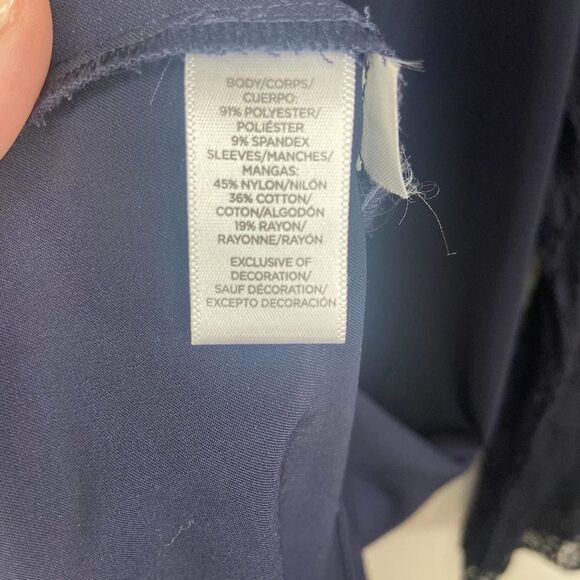 BODY/CORPS/
CUERPO:
91% POLYESTER/
POLIÉSTER
9% SPANDEX
SLEEVES/MANCHES/
MANGAS:
45% NYLON/NILÓN
36% COTTON/
COTON/ALGODÓN
19% RAYON/
RAYONNE/RAYÓN
EXCLUSIVE OF
DECORATION/
SAUF DÉCORATION/
EXCEPTO DECORACIÓN